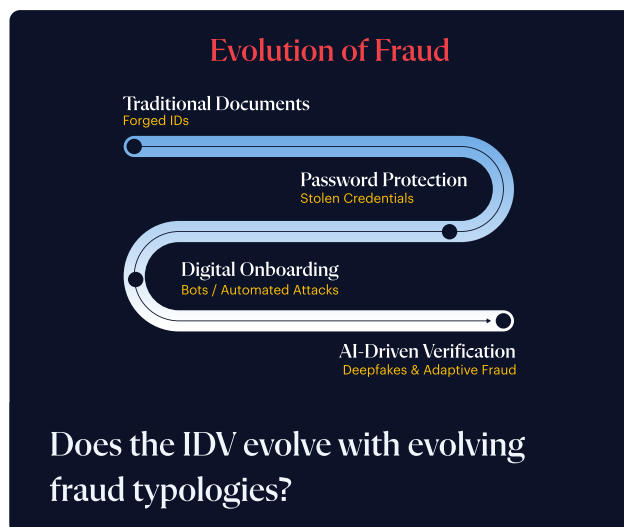 Evolution of Fraud
Traditional Documents
Forged IDs
Password Protection
Stolen Credentials
Digital Onboarding
Bots / Automated Attacks
AI-Driven Verification
Deepfakes & Adaptive Fraud
Does the IDV evolve with evolving
fraud typologies?